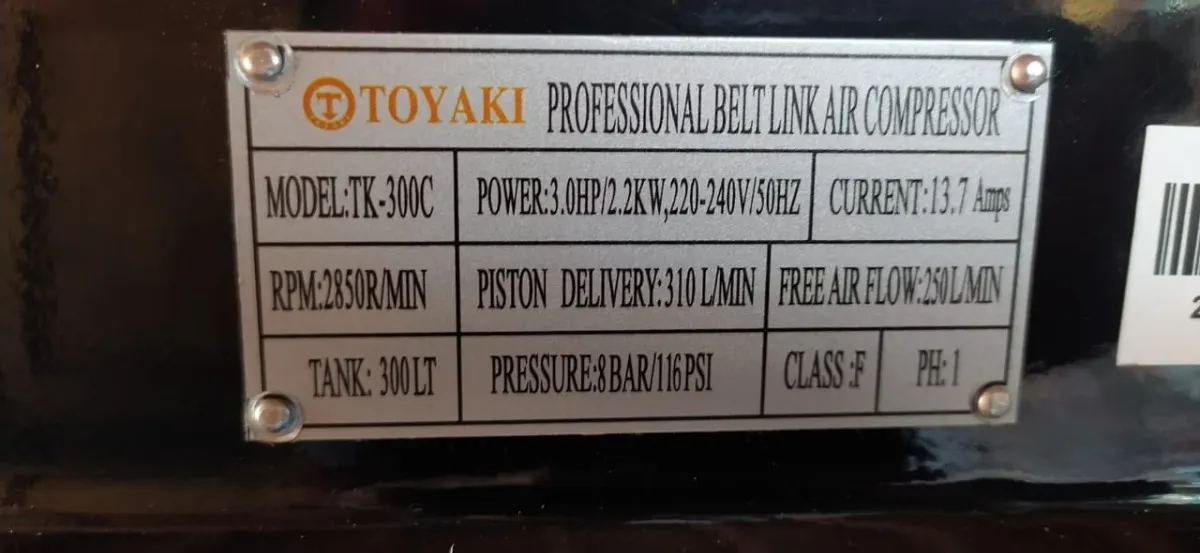 TOYAKI PROFESSIONAL BELT LINK AIR COMPRESSOR
MODEL:TK-300C POWER:3.0HP/2.2KW,220-240V/50HZ CURRENT:13.7 Amps
RPM:2850R/MIN PISTON DELIVERY:310 L/MIN FREE AIR FLOW:250L/MIN
TANK: 300LT PRESSURE:8 BAR/116 PSI CLASS :F PH: 1